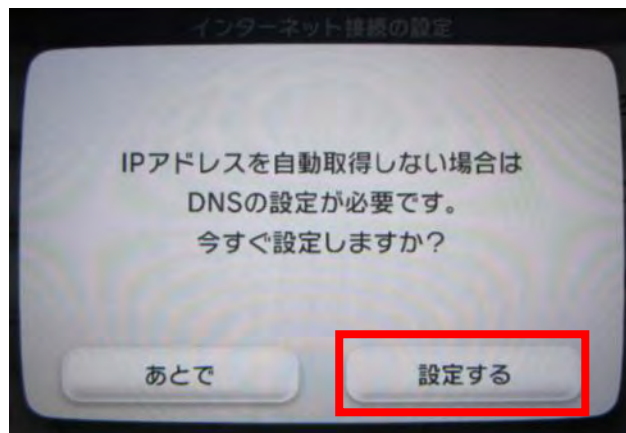 インターネット接続の設定
IPアドレスを自動取得しない場合は
DNSの設定が必要です。
今すぐ設定しますか?
あとで
設定する